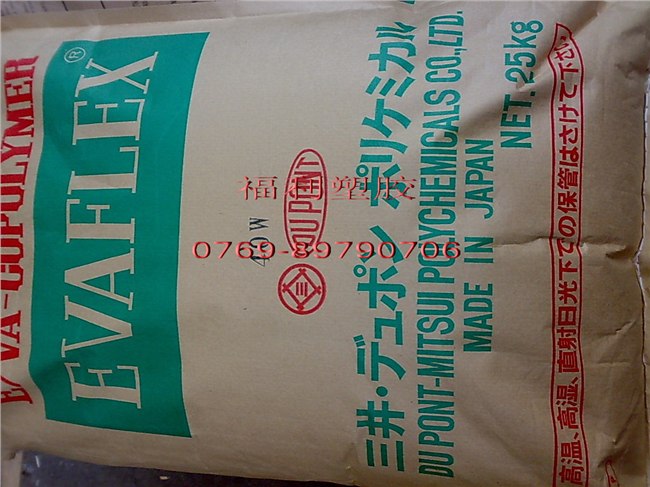 E/VA-COPOLYMER
EVAFLEX®
40W
DU PONT
三井・デュポン ポリケミカル
DU PONT-MITSUI POLYCHEMICALS CO.,LTD.
MADE IN JAPAN
NET. 25kg
高温、高湿、直射日光下での保管はさけて下さい
福利塑胶
0769-89790706